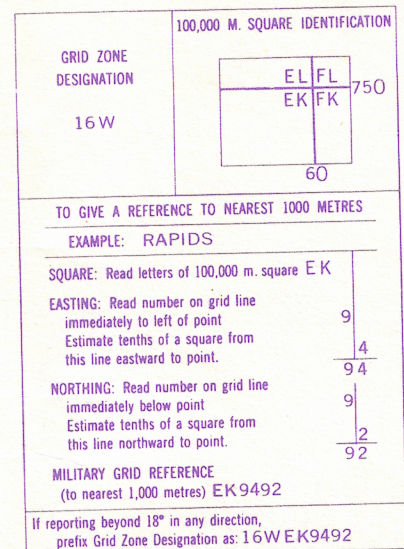 100,000 M. SQUARE IDENTIFICATION
GRID ZONE
DESIGNATION
16W
EL FL
750
EK FK
60
TO GIVE A REFERENCE TO NEAREST 1000 METRES
EXAMPLE: RAPIDS
SQUARE: Read letters of 100,000 m. square EK
EASTING: Read number on grid line
immediately to left of point 9
Estimate tenths of a square from
this line eastward to point. 4
94
NORTHING: Read number on grid line
immediately below point 9
Estimate tenths of a square from
this line northward to point. 2
92
MILITARY GRID REFERENCE
(to nearest 1,000 metres) EK9492
If reporting beyond 18° in any direction,
prefix Grid Zone Designation as: 16WEK9492